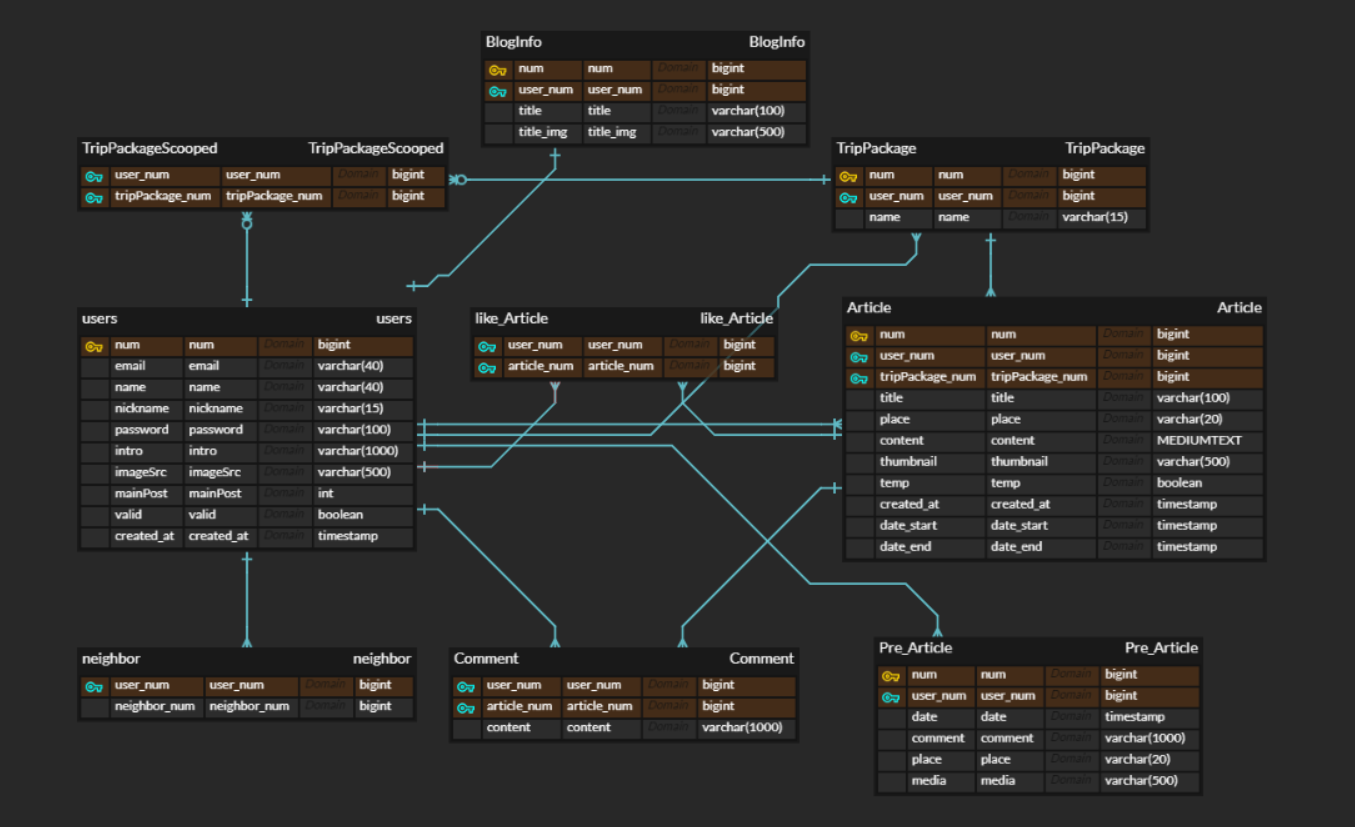 BlogInfo BlogInfo
num num Domain bigint
user_num user_num Domain bigint
title title Domain varchar(100)
title_img title_img Domain varchar(500)
TripPackageScooped TripPackageScooped
user_num user_num Domain bigint
tripPackage_num tripPackage_num Domain bigint
TripPackage TripPackage
num num Domain bigint
user_num user_num Domain bigint
name name Domain varchar(15)
users users
num num Domain bigint
email email Domain varchar(40)
name name Domain varchar(40)
nickname nickname Domain varchar(15)
password password Domain varchar(100)
intro intro Domain varchar(1000)
imageSrc imageSrc Domain varchar(500)
mainPost mainPost Domain int
valid valid Domain boolean
created_at created_at Domain timestamp
like_Article like_Article
user_num user_num Domain bigint
article_num article_num Domain bigint
Article Article
num num Domain bigint
user_num user_num Domain bigint
tripPackage_num tripPackage_num Domain bigint
title title Domain varchar(100)
place place Domain varchar(20)
content content Domain MEDIUMTEXT
thumbnail thumbnail Domain varchar(500)
temp temp Domain boolean
created_at created_at Domain timestamp
date_start date_start Domain timestamp
date_end date_end Domain timestamp
neighbor neighbor
user_num user_num Domain bigint
neighbor_num neighbor_num Domain bigint
Comment Comment
user_num user_num Domain bigint
article_num article_num Domain bigint
content content Domain varchar(1000)
Pre_Article Pre_Article
num num Domain bigint
user_num user_num Domain bigint
date date Domain timestamp
comment comment Domain varchar(1000)
place place Domain varchar(20)
media media Domain varchar(500)